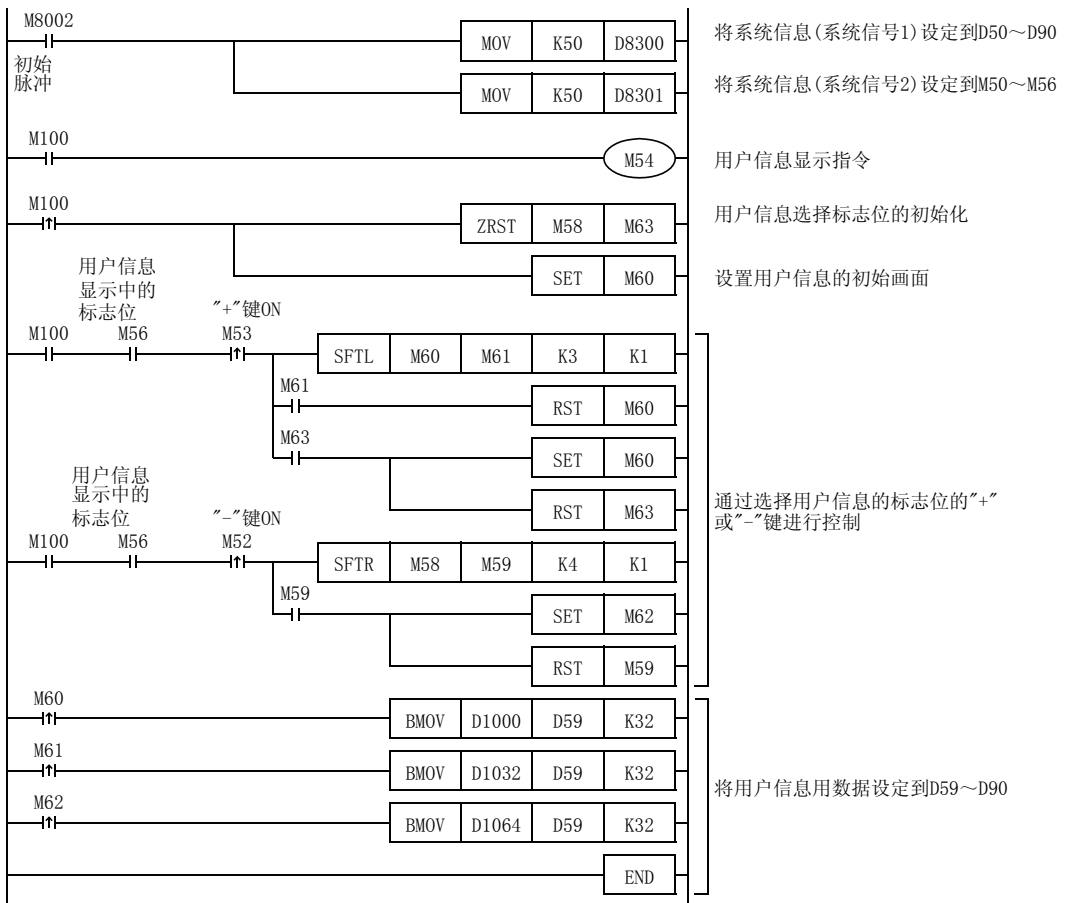 M8002
MOV K50 D8300
将系统信息(系统信号1)设定到D50～D90
初始
脉冲
MOV K50 D8301
将系统信息(系统信号2)设定到M50～M56
M100
M54
用户信息显示指令
M100
ZRST M58 M63
用户信息选择标志位的初始化
SET M60
设置用户信息的初始画面
用户信息
显示中的
标志位
"+"键ON
M100 M56 M53
SFTL M60 M61 K3 K1
M61
RST M60
M63
SET M60
RST M63
通过选择用户信息的标志位的"+"
或"-"键进行控制
用户信息
显示中的
标志位
"-"键ON
M100 M56 M52
SFTR M58 M59 K4 K1
M59
SET M62
RST M59
M60
BMOV D1000 D59 K32
M61
BMOV D1032 D59 K32
将用户信息用数据设定到D59～D90
M62
BMOV D1064 D59 K32
END